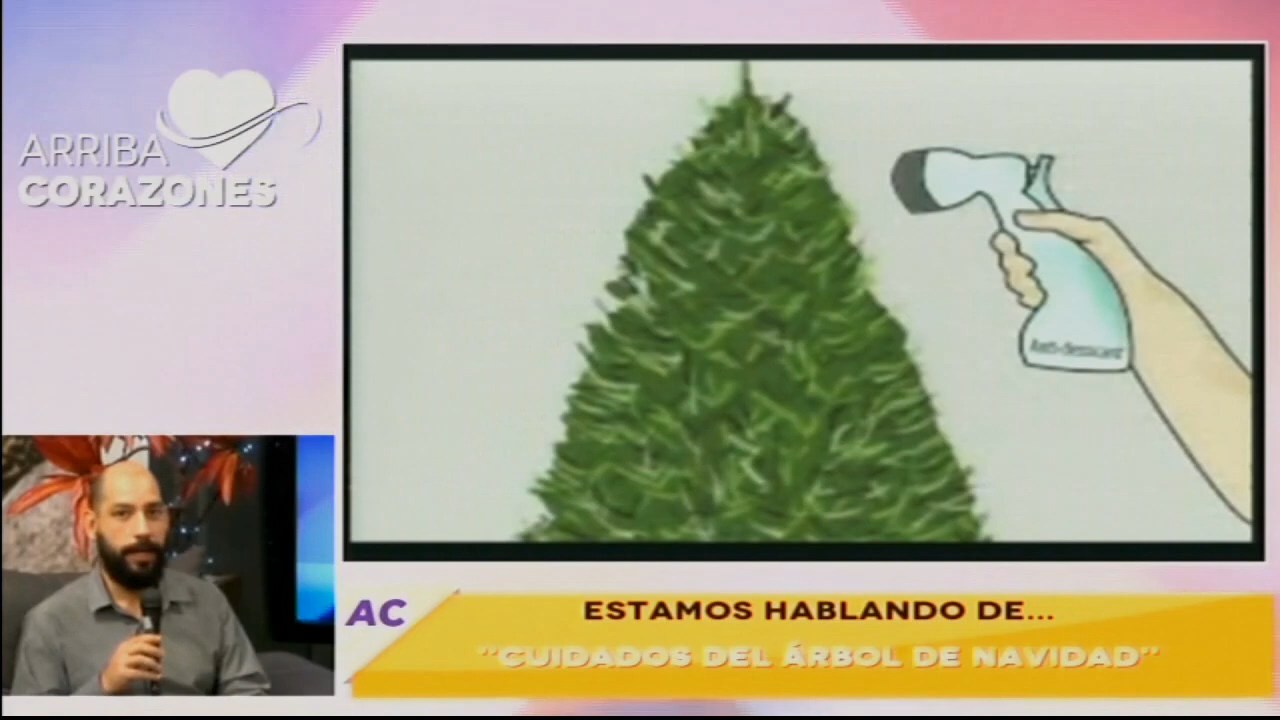 ARRIBA
CORAZONES
AC
ESTAMOS HABLANDO DE...
"CUIDADOS DEL ÁRBOL DE NAVIDAD"